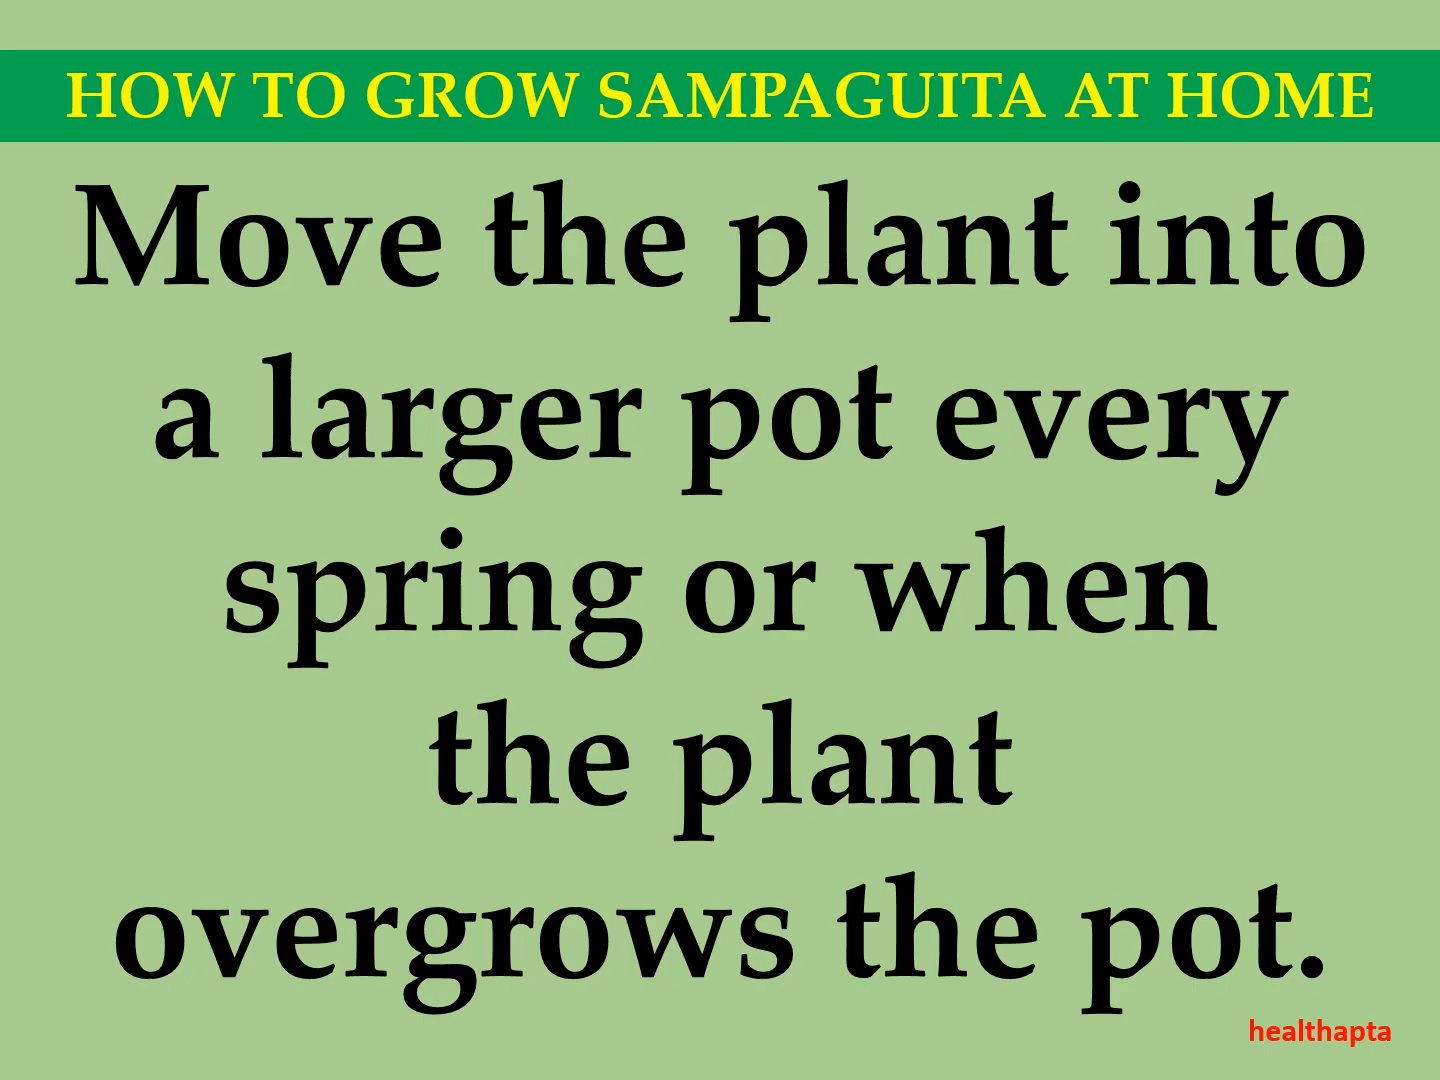 HOW TO GROW SAMPAGUITA AT HOME
Move the plant into
a larger pot every
spring or when
the plant
overgrows the pot.
healthapta